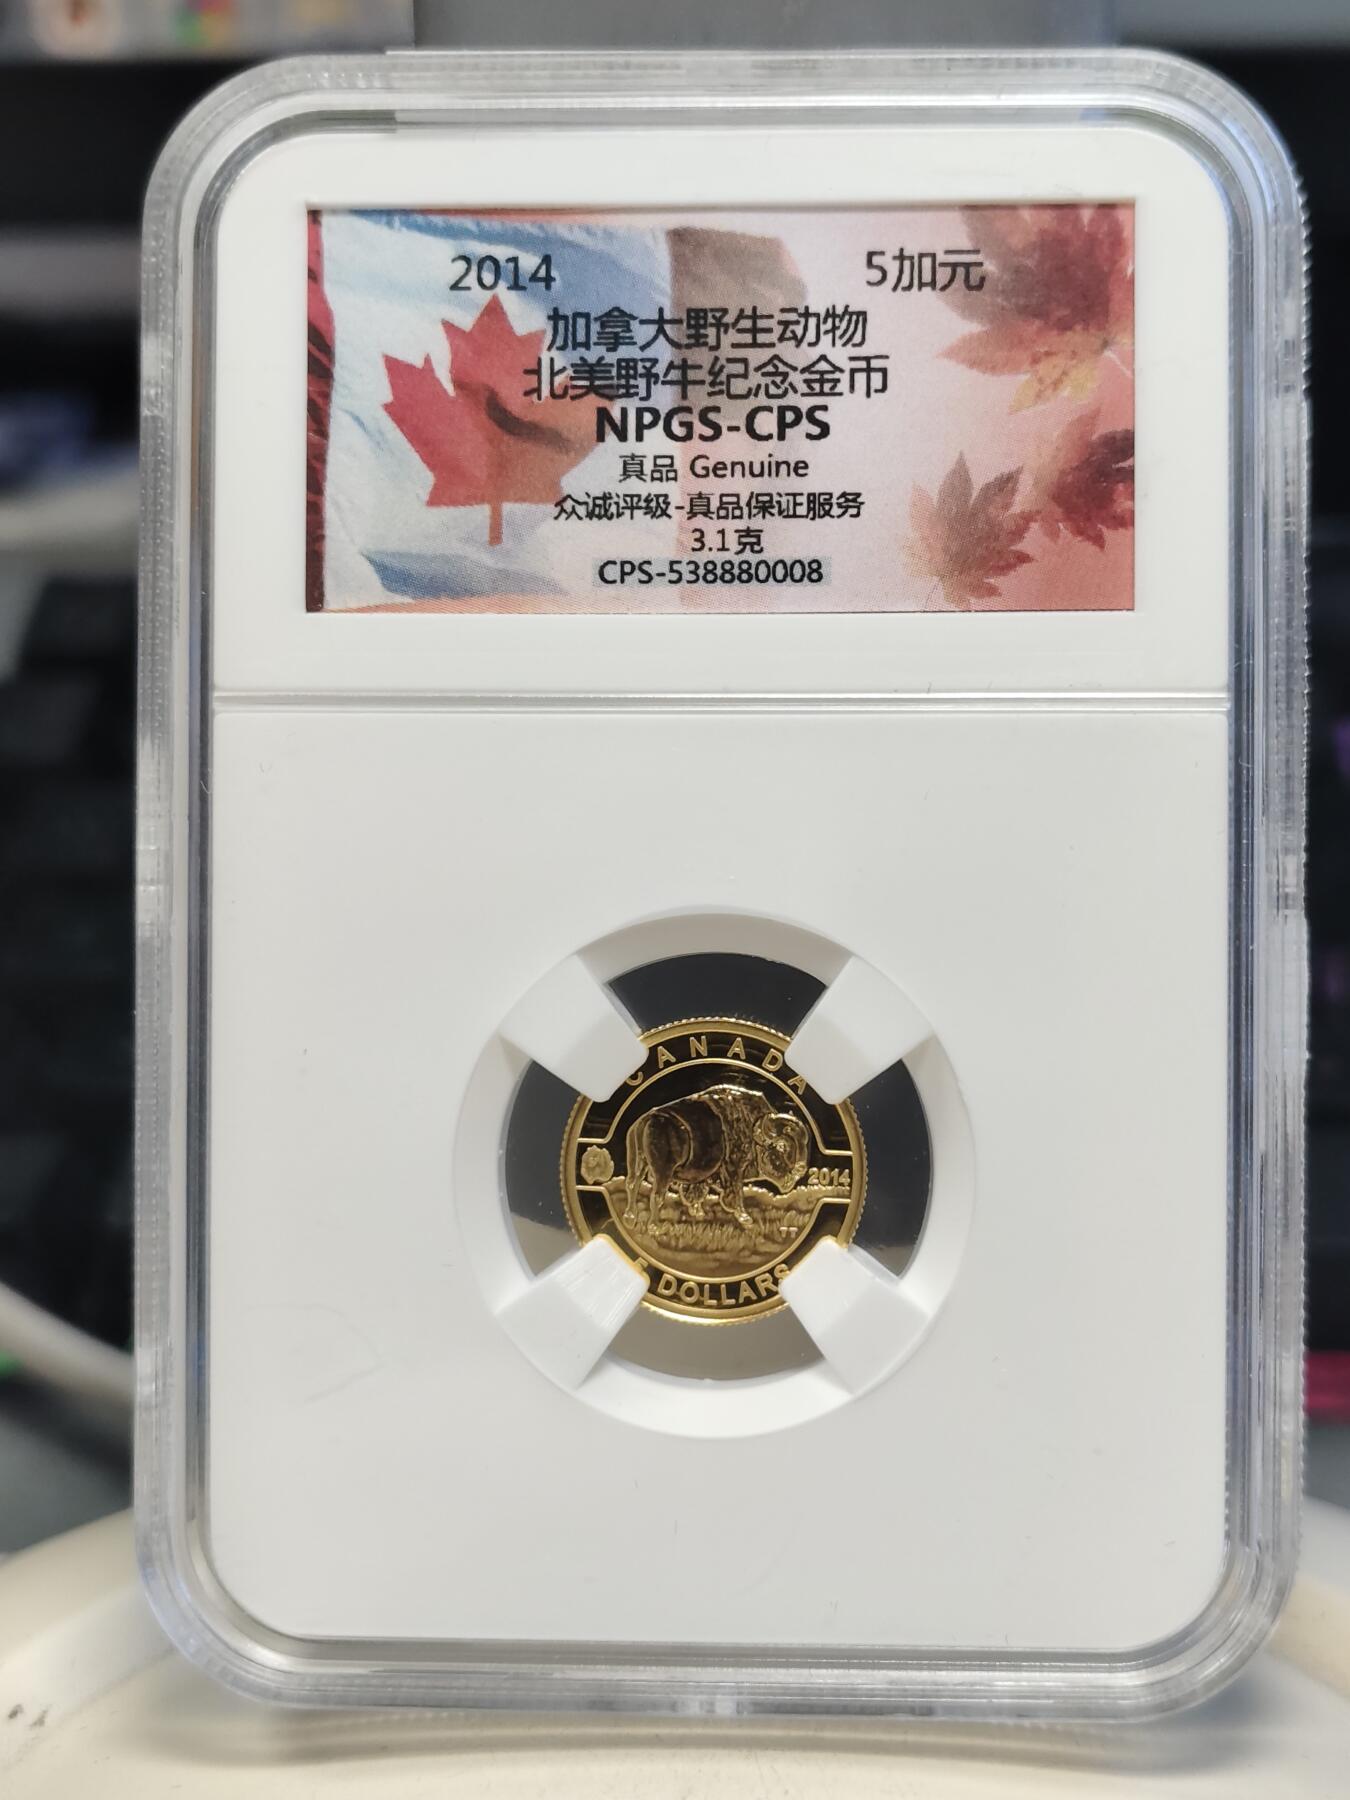 2014 5加元
加拿大野生动物
北美野牛纪念金币
NPGS-CPS
真品 Genuine
众诚评级-真品保证服务
3.1克
CPS-538880008
CANADA
2014
TT
5 DOLLARS